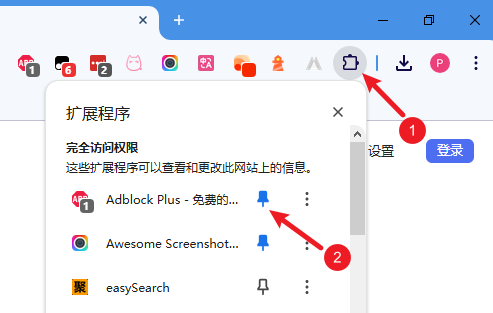 1 6 2 中A P
1
扩展程序
完全访问权限
这些扩展程序可以查看和更改此网站上的信息。
设置 登录
ABP 1 Adblock Plus - 免费的...
2
Awesome Screenshot...
聚 easySearch